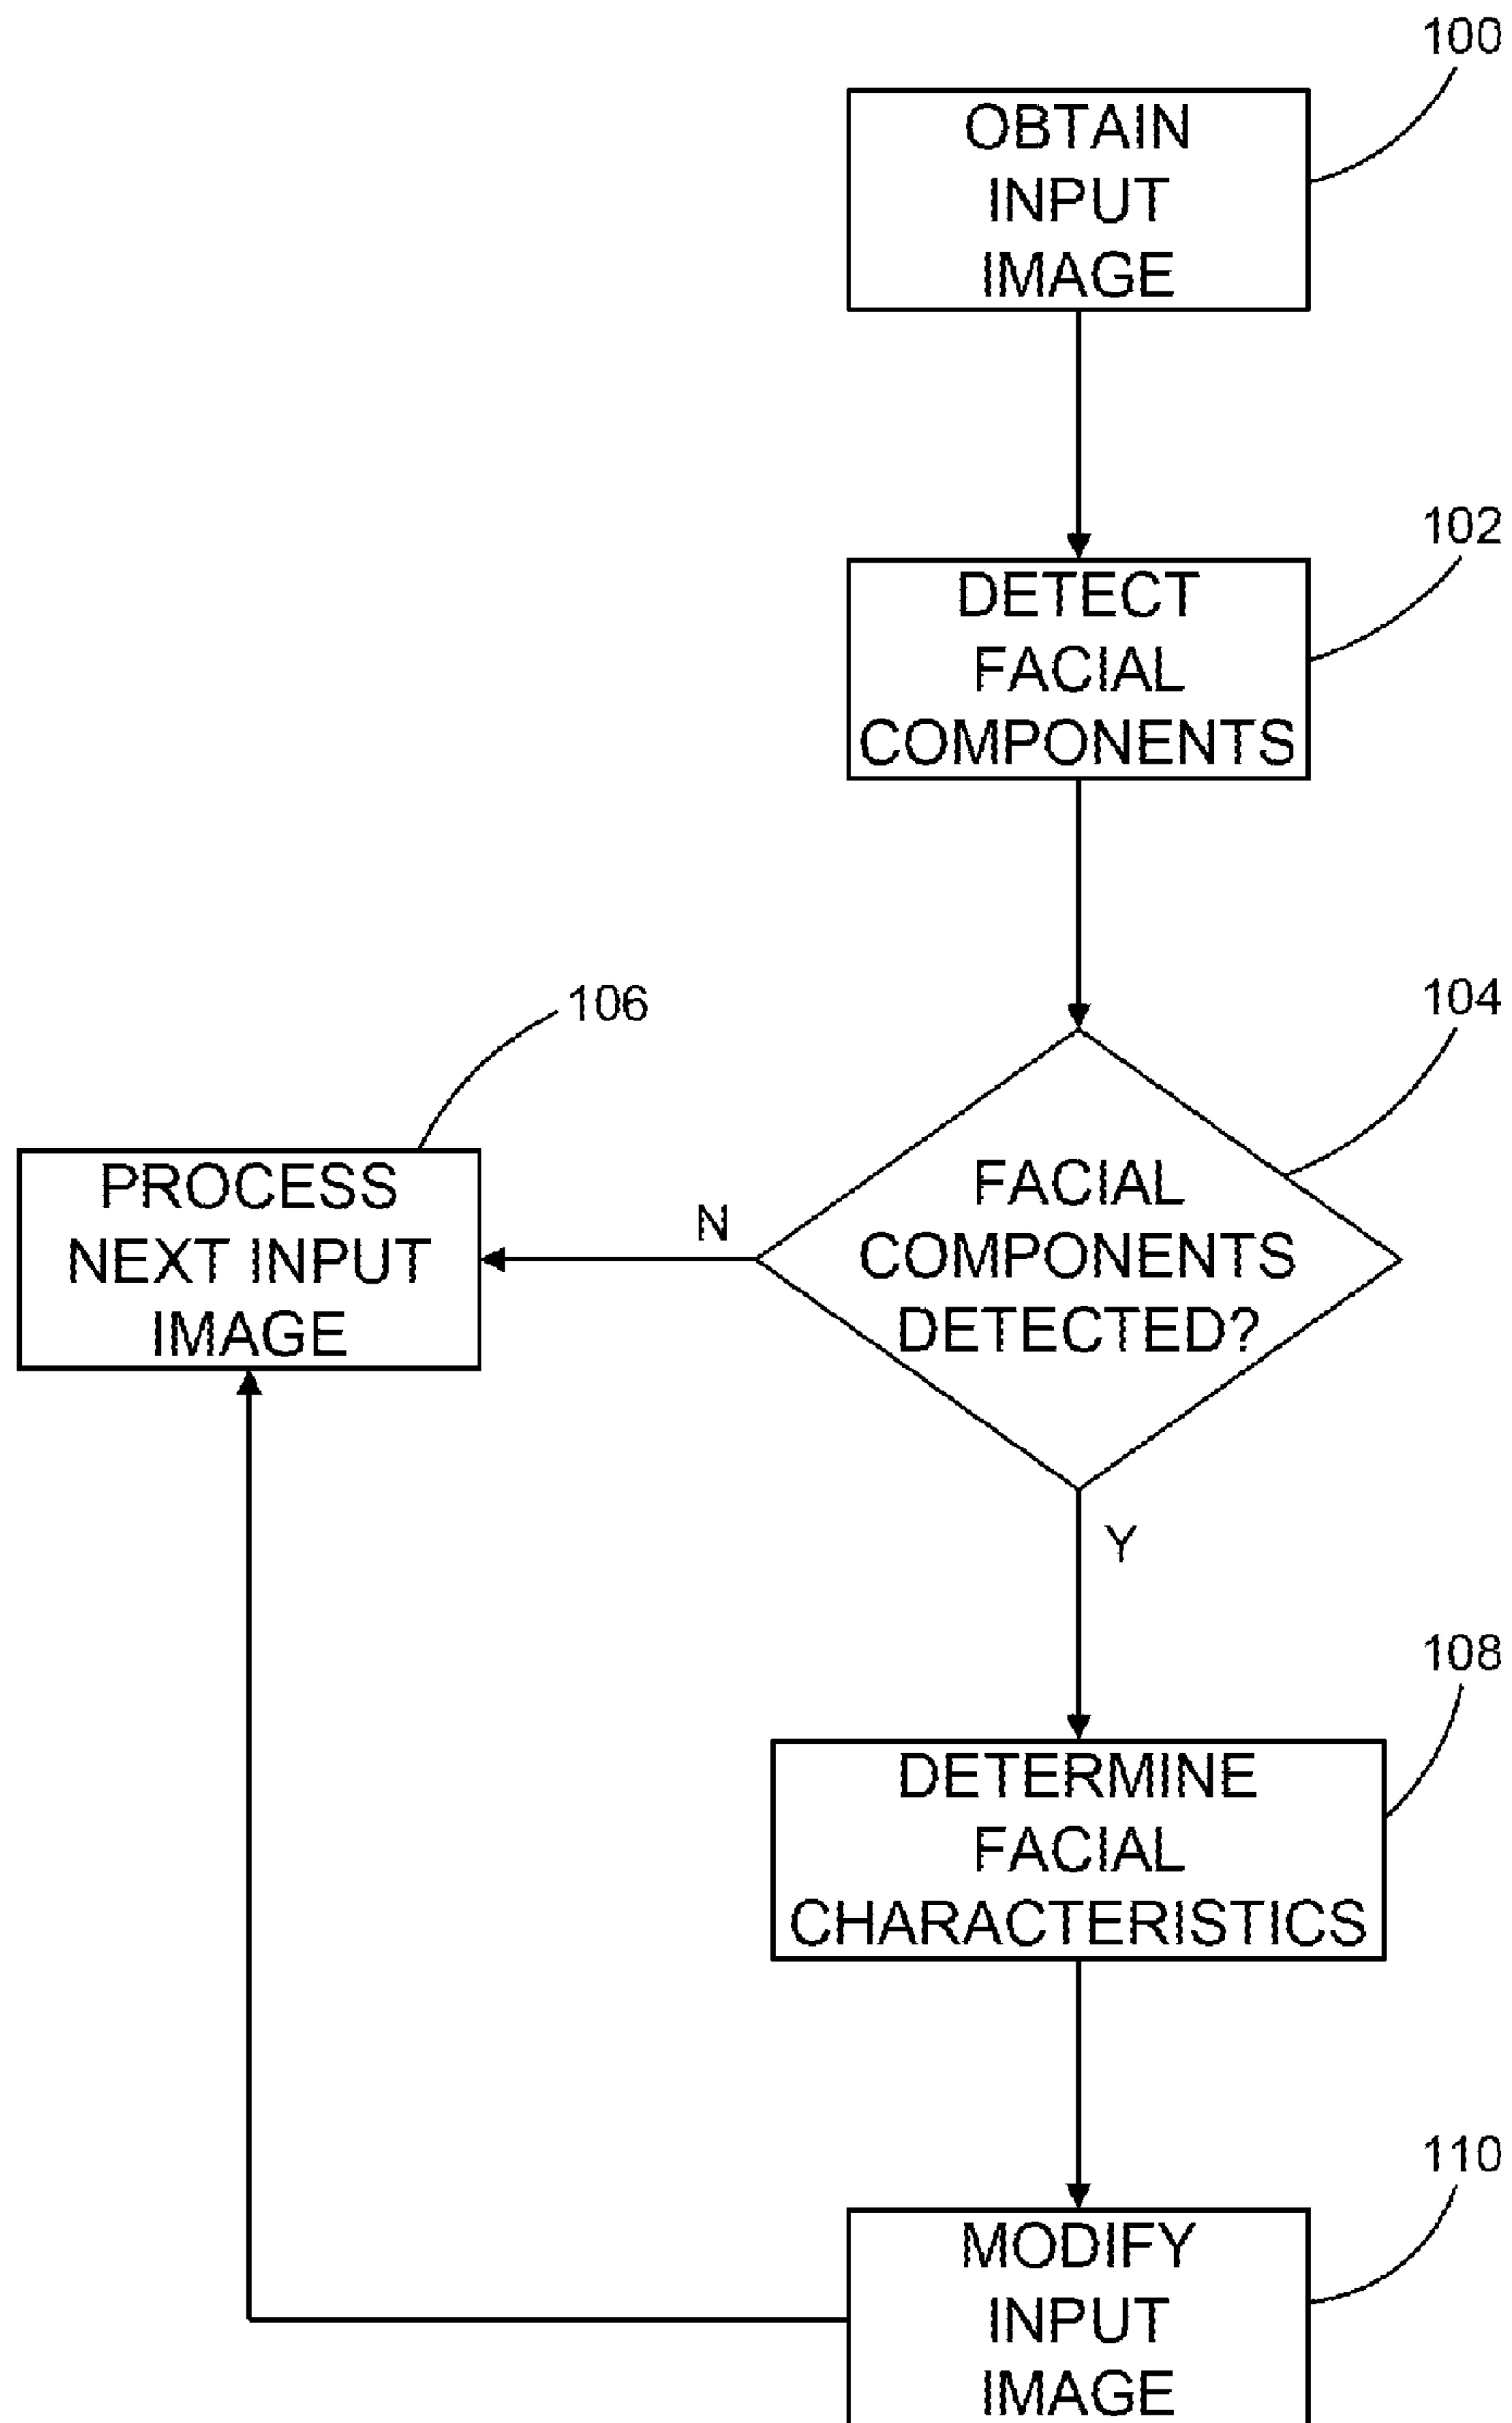 100
OBTAIN
INPUT
IMAGE
102
DETECT
FACIAL
COMPONENTS
104
FACIAL
COMPONENTS
DETECTED?
N
106
PROCESS
NEXT INPUT
IMAGE
Y
108
DETERMINE
FACIAL
CHARACTERISTICS
110
MODIFY
INPUT
IMAGE